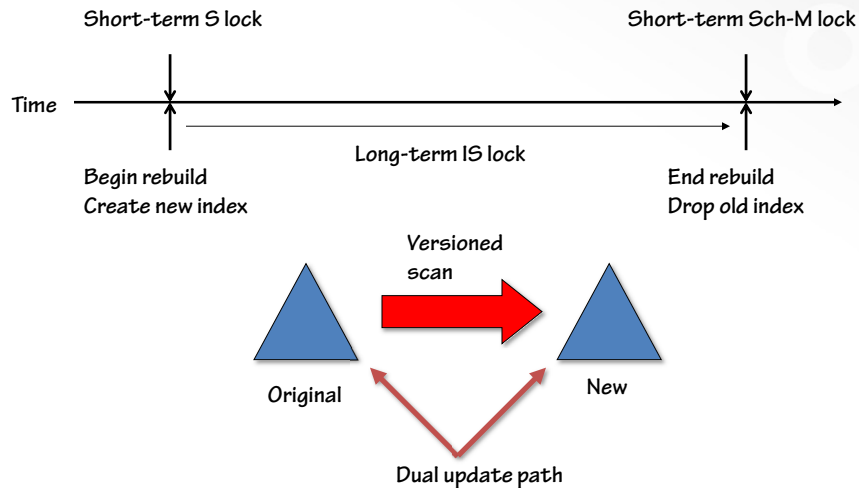 Short-term S lock
Short-term Sch-M lock
Time
Long-term IS lock
Begin rebuild
Create new index
End rebuild
Drop old index
Versioned
scan
Original
New
Dual update path